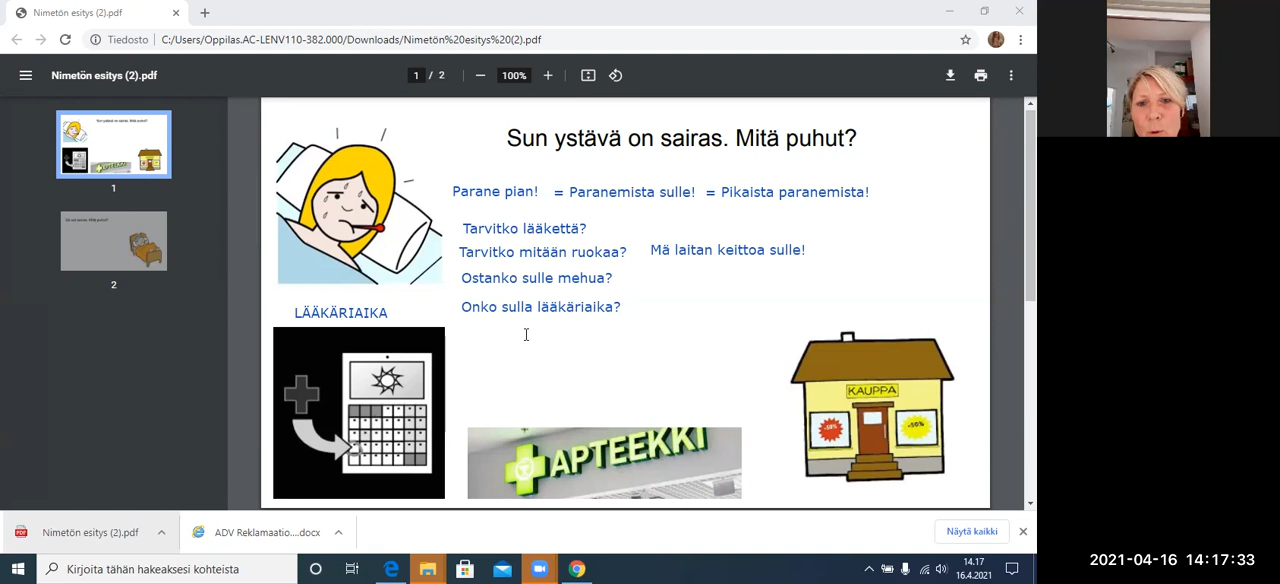 Nimetön esitys (2).pdf
Tiedosto
C:/Users/Oppilas.AC-LENV110-382.000/Downloads/Nimetön%20esitys%20(2).pdf
Nimetön esitys (2).pdf
1 / 2
100%
Sun ystävä on sairas. Mitä puhut?
Parane pian! = Paranemista sulle! = Pikaista paranemista!
Tarvitko lääkettä?
Tarvitko mitään ruokaa? Mä laitan keittoa sulle!
Ostanko sulle mehua?
Onko sulla lääkäriaika?
LÄÄKÄRIAIKA
KAUPPA
-50%
-50%
APTEEKKI
1
2
Nimetön esitys (2).pdf
ADV Reklamaatio....docx
Näytä kaikki
Kirjoita tähän hakeaksesi kohteista
14.17
16.4.2021
2021-04-16 14:17:33